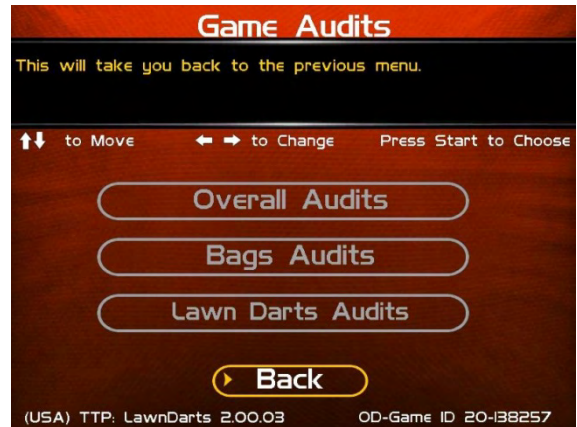 Game Audits
This will take you back to the previous menu.
to Move to Change Press Start to Choose
Overall Audits
Bags Audits
Lawn Darts Audits
Back
(USA) TTP: LawnDarts 2.00.03 OD-Game ID 20-138257